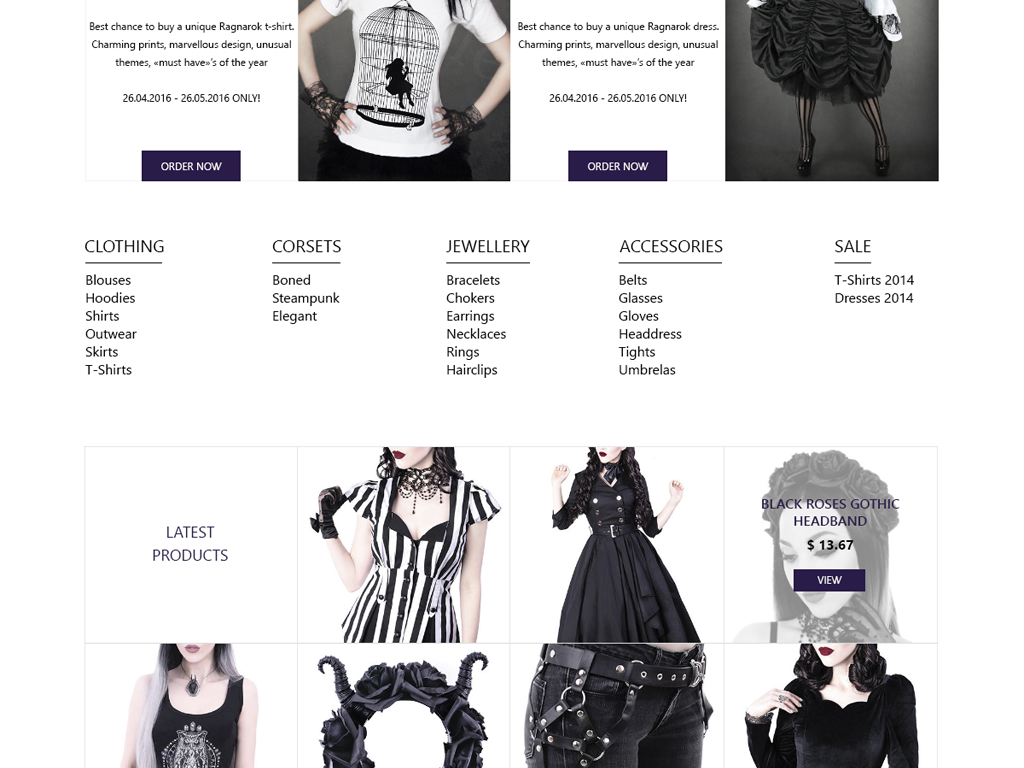 Best chance to buy a unique Ragnarok t-shirt.
Charming prints, marvellous design, unusual
themes, «must have»'s of the year
26.04.2016 - 26.05.2016 ONLY!
ORDER NOW
Best chance to buy a unique Ragnarok dress.
Charming prints, marvellous design, unusual
themes, «must have»'s of the year
26.04.2016 - 26.05.2016 ONLY!
ORDER NOW
CLOTHING
Blouses
Hoodies
Shirts
Outwear
Skirts
T-Shirts
CORSETS
Boned
Steampunk
Elegant
JEWELLERY
Bracelets
Chokers
Earrings
Necklaces
Rings
Hairclips
ACCESSORIES
Belts
Glasses
Gloves
Headdress
Tights
Umbrelas
SALE
T-Shirts 2014
Dresses 2014
LATEST
PRODUCTS
BLACK ROSES GOTHIC
HEADBAND
$ 13.67
VIEW